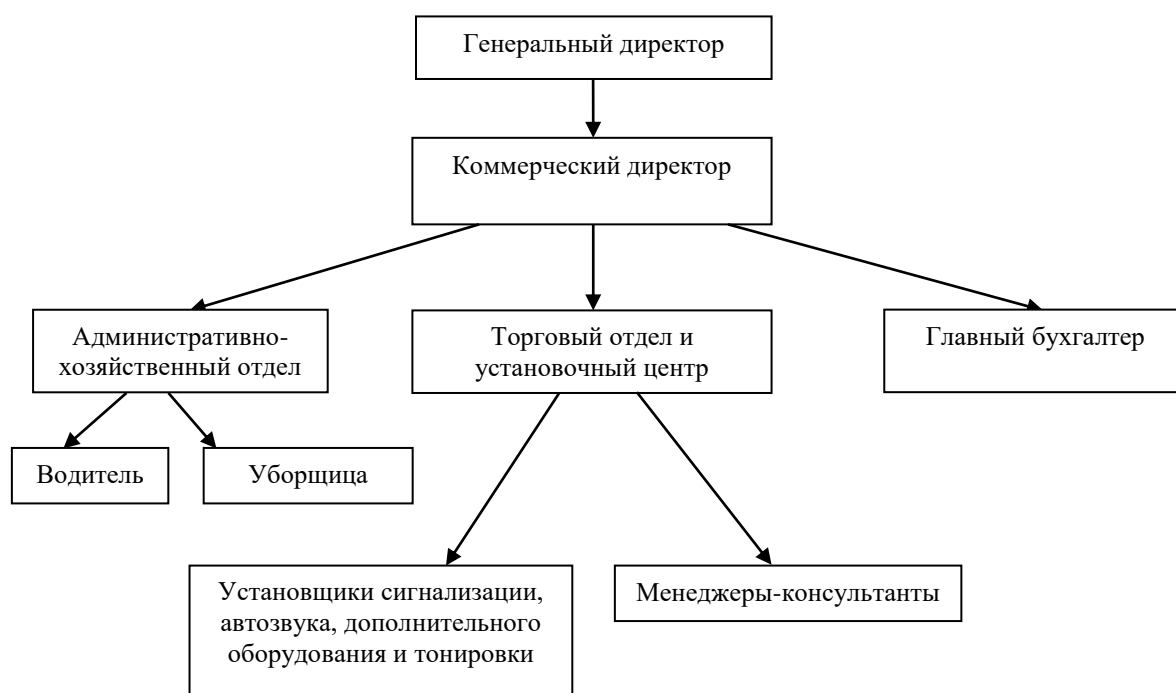 Генеральный директор
Коммерческий директор
Административно-
хозяйственный отдел
Торговый отдел и
установочный центр
Главный бухгалтер
Водитель
Уборщица
Установщики сигнализации,
автозвука, дополнительного
оборудования и тонировки
Менеджеры-консультанты